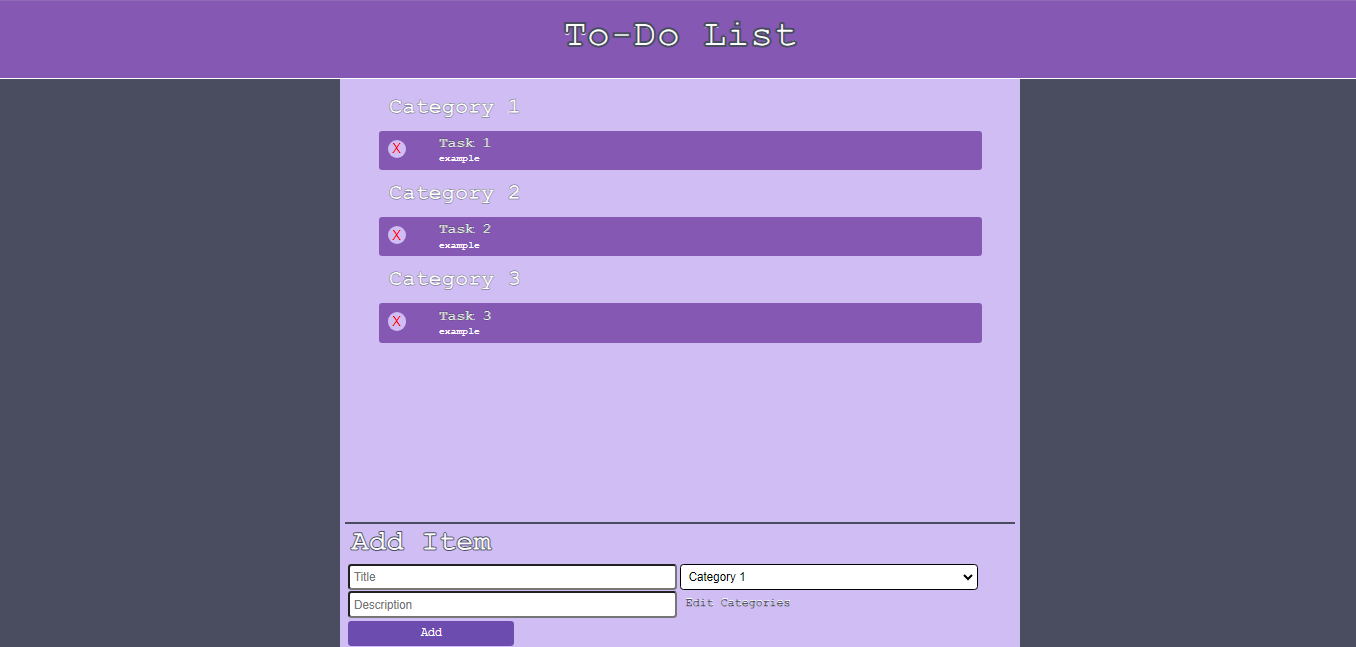 To-Do List
Category 1
X
Task 1
example
Category 2
X
Task 2
example
Category 3
X
Task 3
example
Add Item
Title
Category 1
Description
Edit Categories
Add